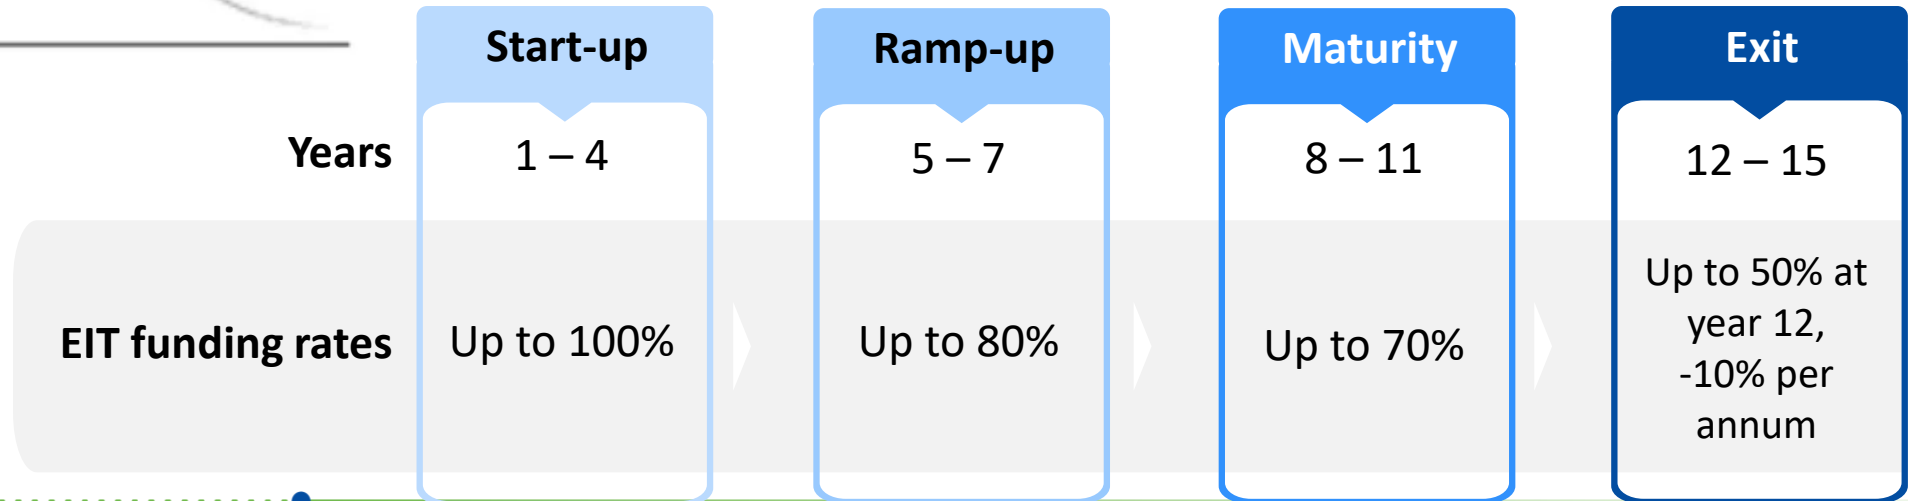 Start-up
Ramp-up
Maturity
Exit
Years
1 – 4
5 – 7
8 – 11
12 – 15
EIT funding rates
Up to 100%
Up to 80%
Up to 70%
Up to 50% at
year 12,
-10% per
annum